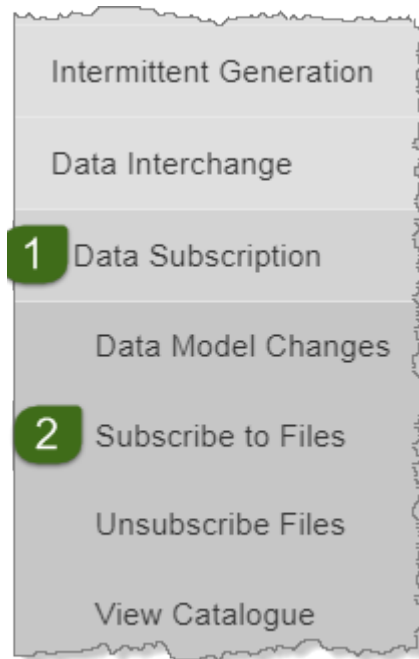 Intermittent Generation
Data Interchange
1 Data Subscription
Data Model Changes
2 Subscribe to Files
Unsubscribe Files
View Catalogue